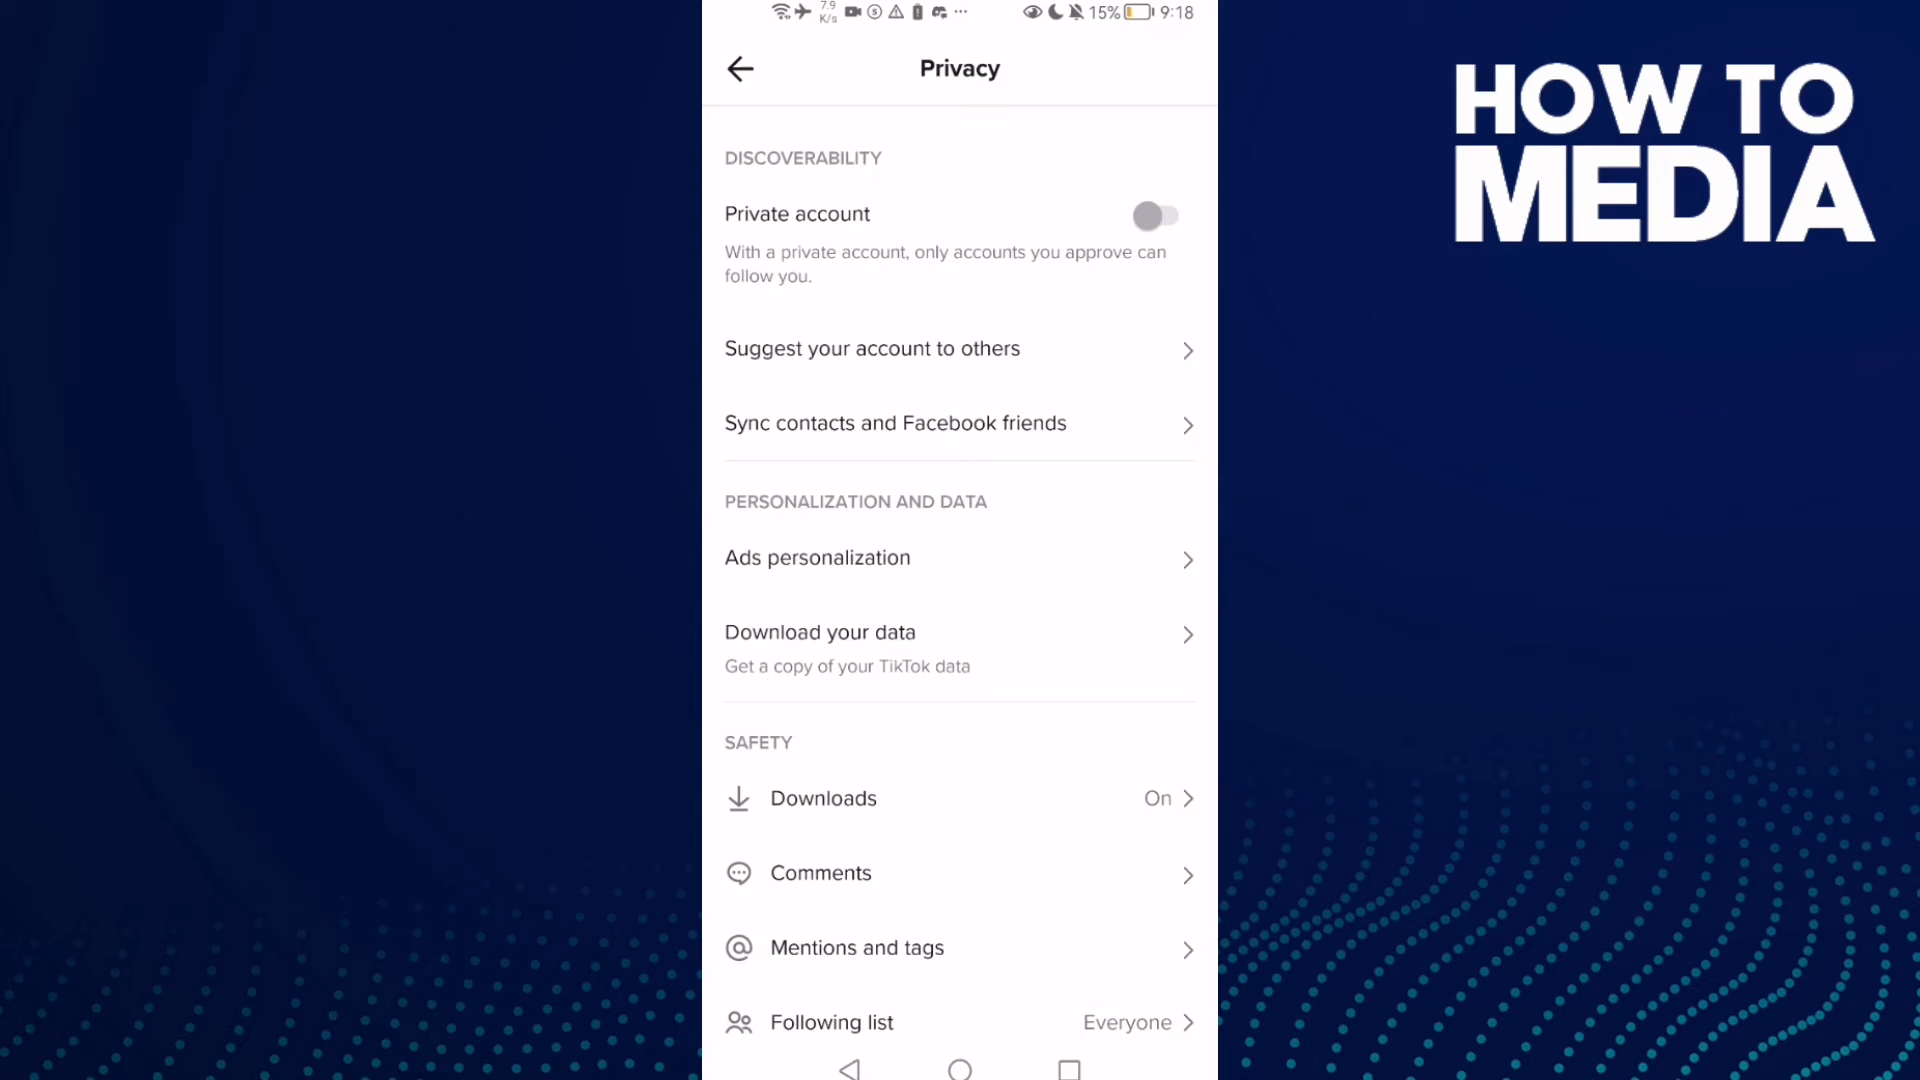 7.9
K/s
15%
9:18
Privacy
HOW TO
MEDIA
DISCOVERABILITY
Private account
With a private account, only accounts you approve can
follow you.
Suggest your account to others
Sync contacts and Facebook friends
PERSONALIZATION AND DATA
Ads personalization
Download your data
Get a copy of your TikTok data
SAFETY
Downloads On
Comments
Mentions and tags
Following list Everyone